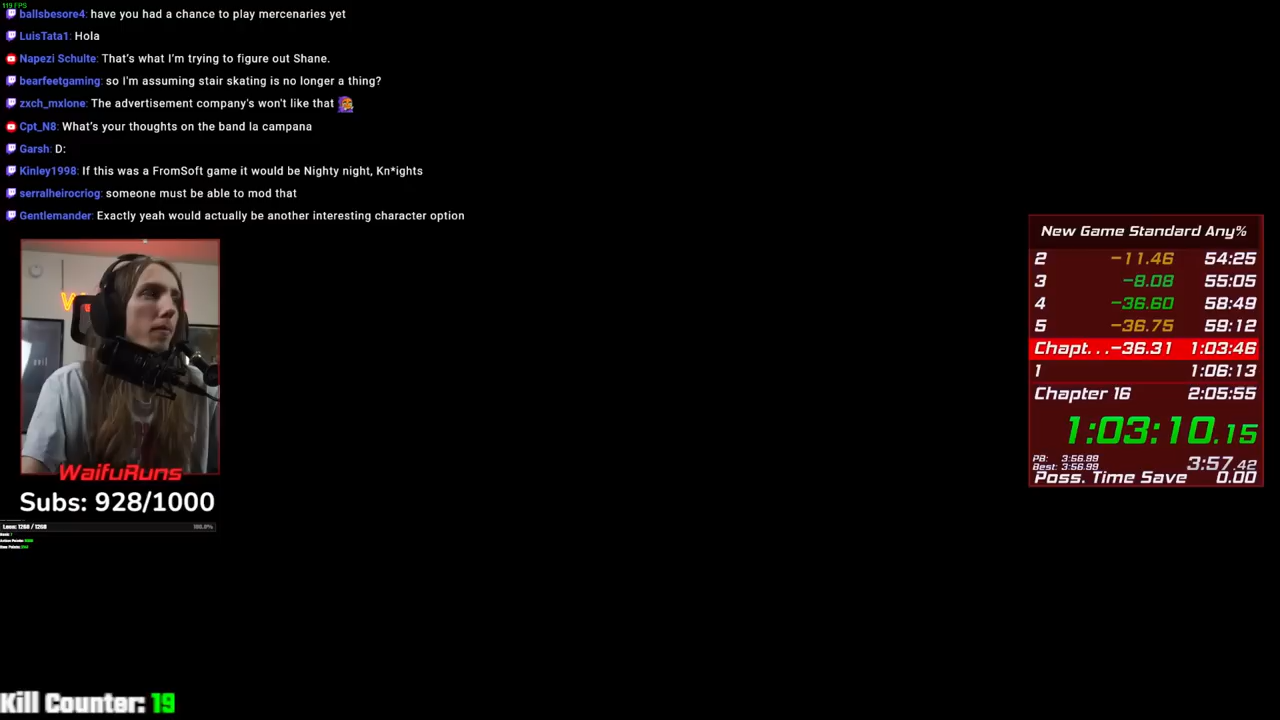 119 FPS
ballsbesore4: have you had a chance to play mercenaries yet
LuisTata1: Hola
Napezi Schulte: That's what I'm trying to figure out Shane.
bearfeetgaming: so I'm assuming stair skating is no longer a thing?
zxch_mxlone: The advertisement company's won't like that
Cpt_N8: What's your thoughts on the band la campana
Garsh: D:
Kinley1998: If this was a FromSoft game it would be Nighty night, Kn*ights
serralheirocriog: someone must be able to mod that
Gentlemander: Exactly yeah would actually be another interesting character option
New Game Standard Any%
2 -11.46 54:25
3 -8.08 55:05
4 -36.60 58:49
5 -36.75 59:12
Chapt...-36.31 1:03:46
1 1:06:13
Chapter 16 2:05:55
1:03:10.15
PB: 3:56.99
Best: 3:56.99 3:57.42
Poss. Time Save 0.00
WaifuRuns
Subs: 928/1000
Kill Counter: 19